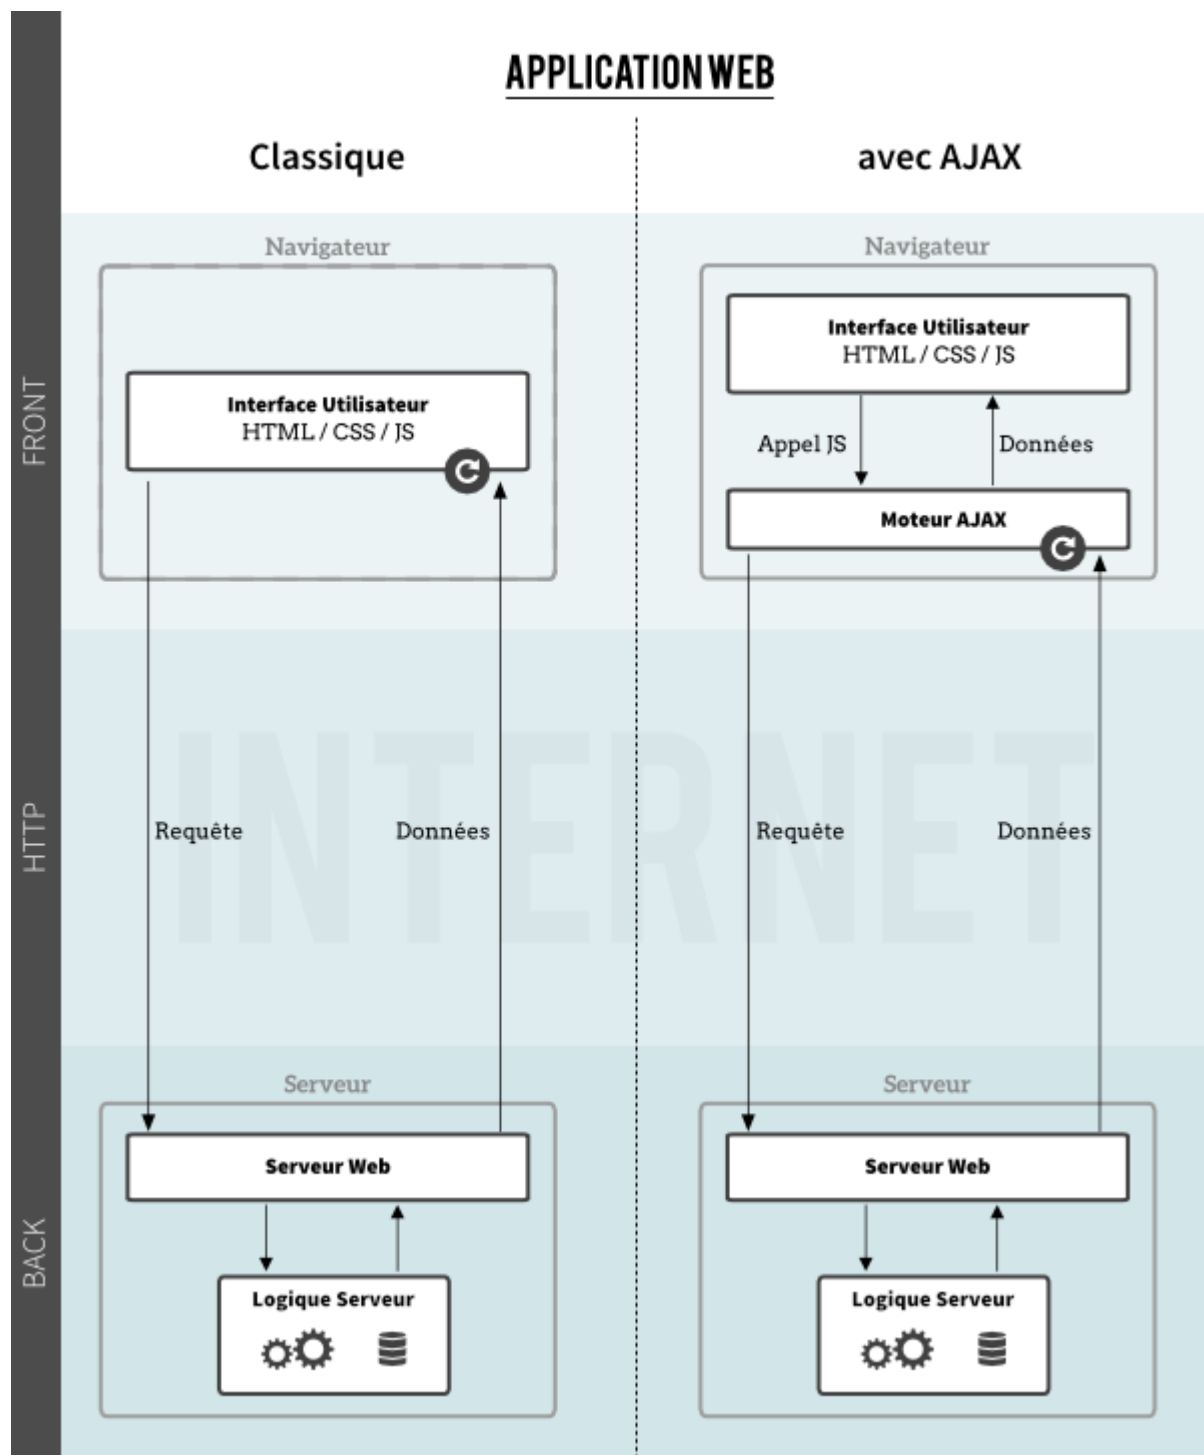 APPLICATION WEB
Classique
avec AJAX
FRONT
Navigateur
Navigateur
Interface Utilisateur
HTML / CSS / JS
Interface Utilisateur
HTML / CSS / JS
Appel JS
Données
Moteur AJAX
HTTP
INTERNET
Requête
Données
Requête
Données
BACK
Serveur
Serveur
Serveur Web
Serveur Web
Logique Serveur
Logique Serveur